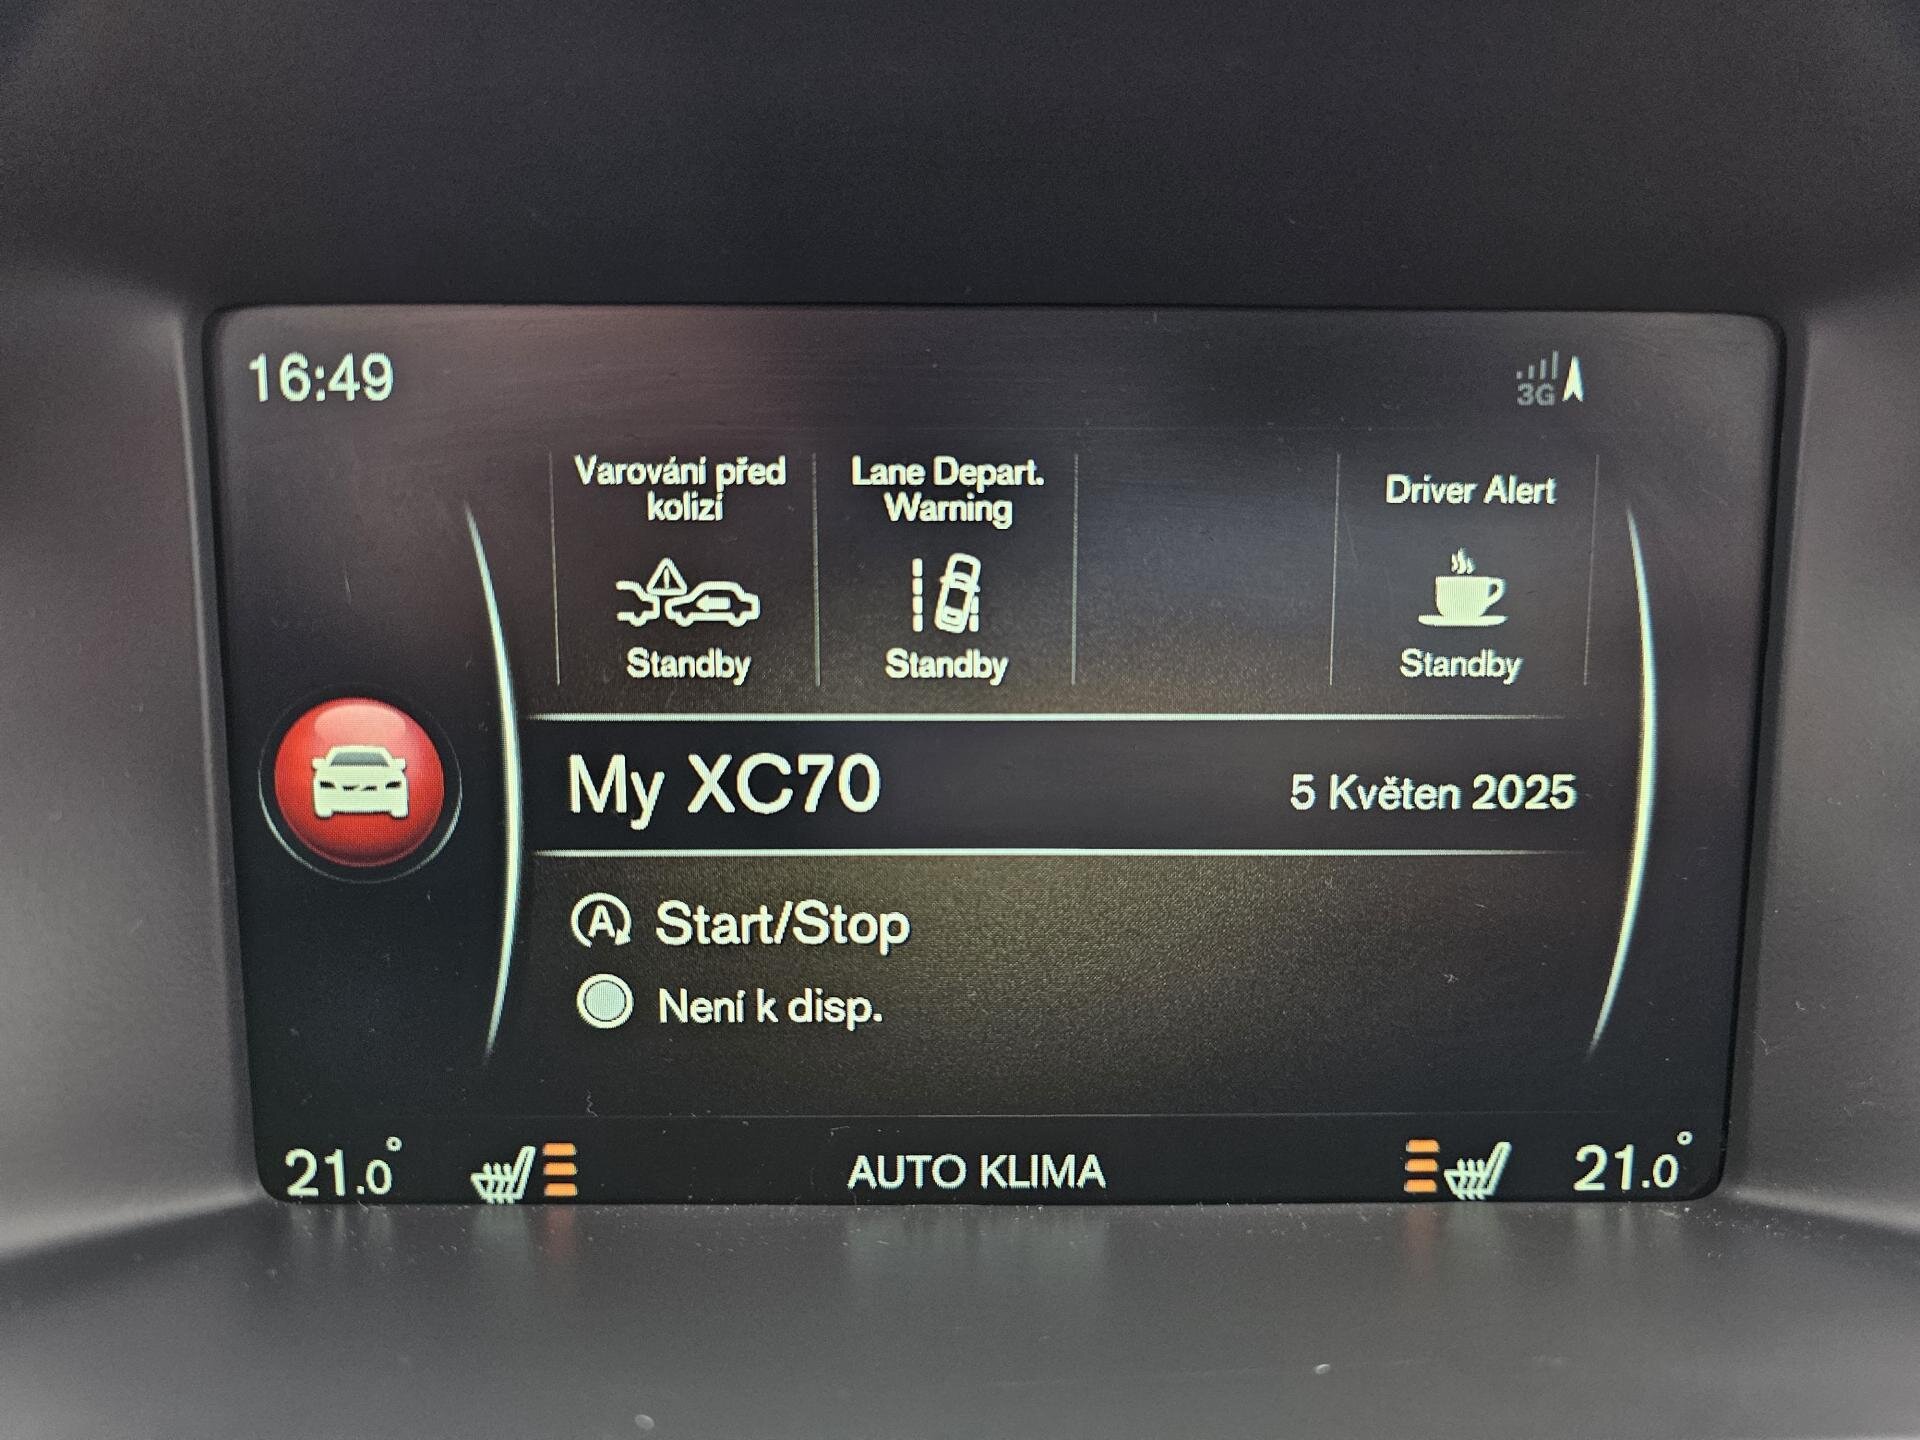 16:49
3G
Varování před
kolizí
Standby
Lane Depart.
Warning
Standby
Driver Alert
Standby
My XC70
5 Květen 2025
A Start/Stop
Není k disp.
21.0°
AUTO KLIMA
21.0°